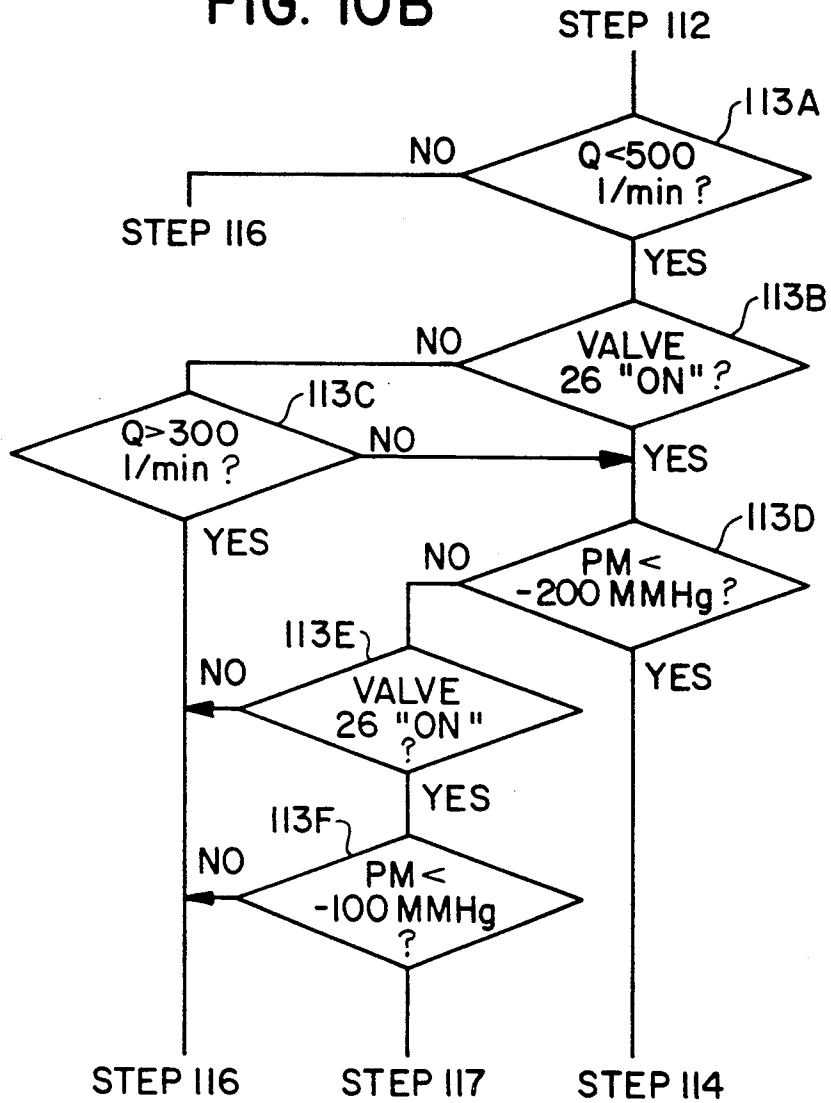 FIG. 10B
STEP 112
113A
NO
Q<500
1/min ?
STEP 116
YES
113B
NO
VALVE
26 "ON" ?
113C
Q>300
1/min ?
NO
YES
YES
113D
NO
PM <
-200 MMHg ?
113E
NO
VALVE
26 "ON"
?
YES
YES
113F
NO
PM <
-100 MMHg
?
STEP 116
STEP 117
STEP 114